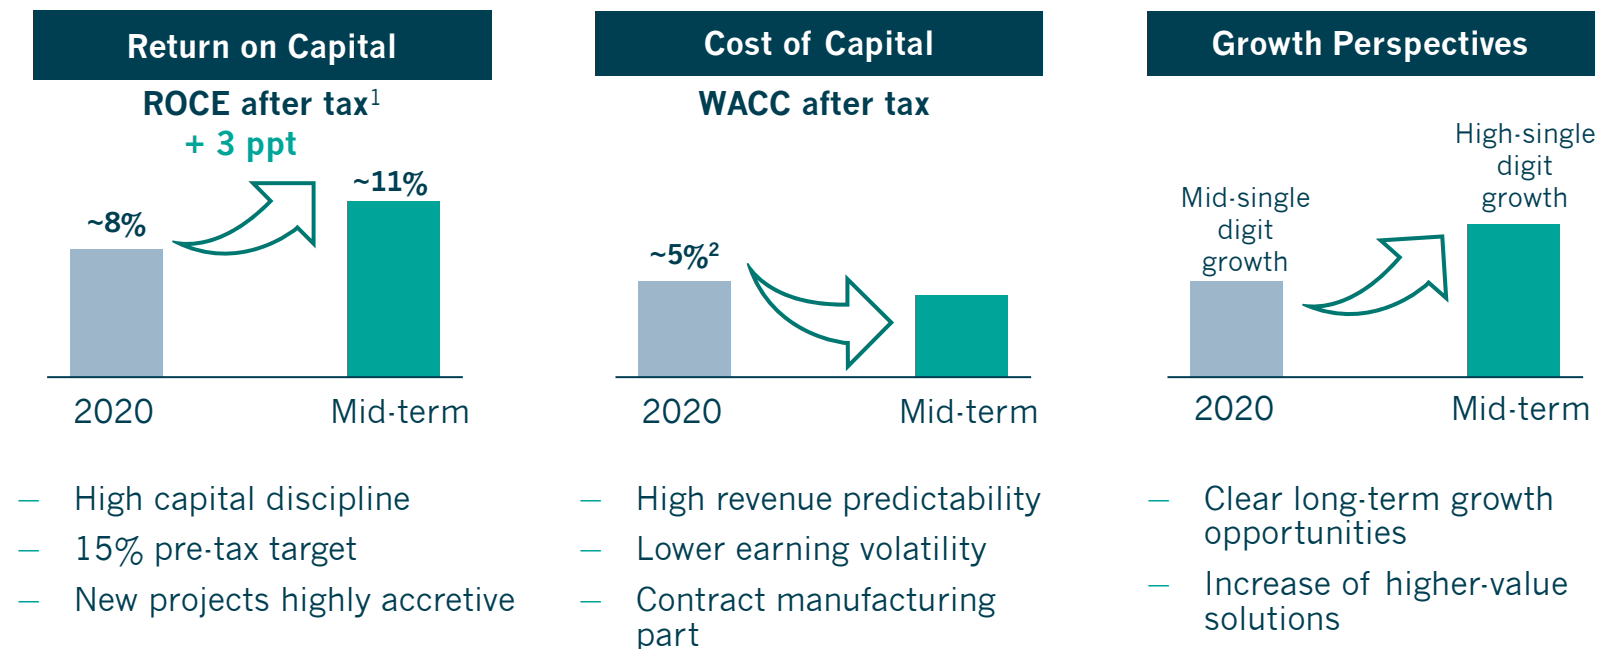 Return on Capital
ROCE after tax¹
+ 3 ppt
~8%
~11%
2020
Mid-term
— High capital discipline
— 15% pre-tax target
— New projects highly accretive
Cost of Capital
WACC after tax
~5%²
2020
Mid-term
— High revenue predictability
— Lower earning volatility
— Contract manufacturing
part
Growth Perspectives
Mid-single
digit
growth
High-single
digit
growth
2020
Mid-term
— Clear long-term growth
opportunities
— Increase of higher-value
solutions